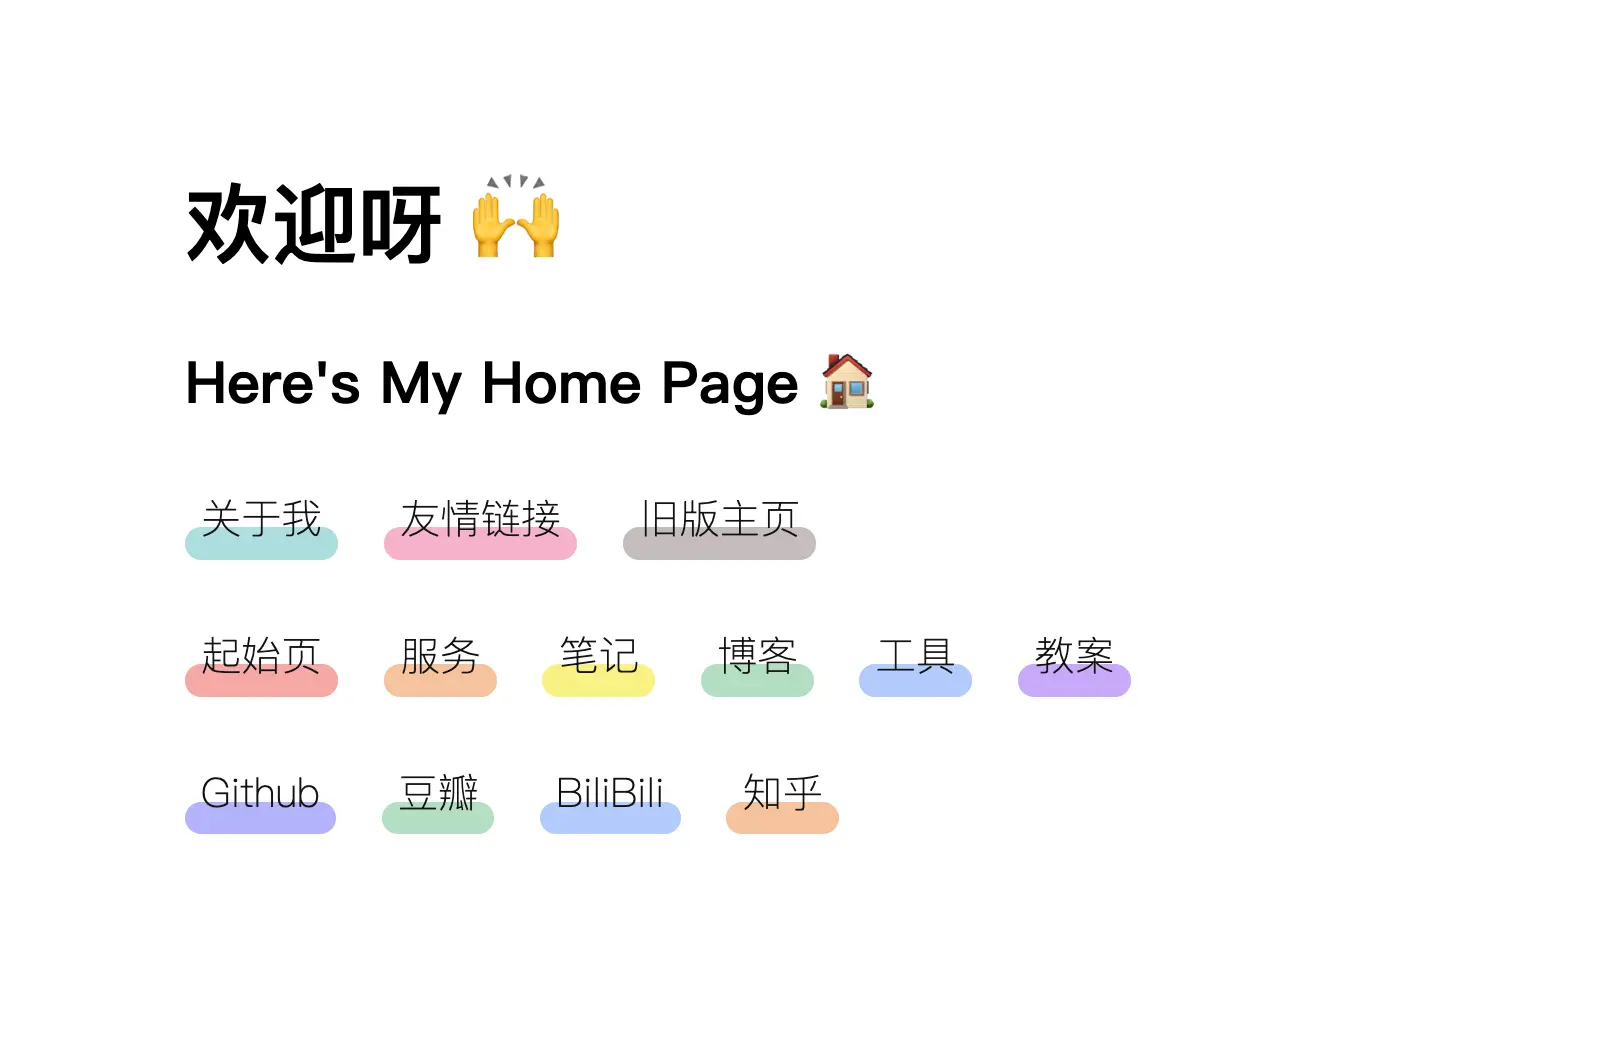 欢迎呀 🙌
Here's My Home Page 🏠
关于我 友情链接 旧版主页
起始页 服务 笔记 博客 工具 教案
Github 豆瓣 BiliBili 知乎